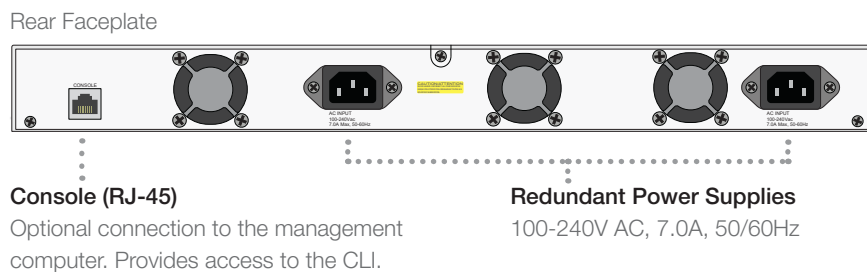 Rear Faceplate
CONSOLE
CAUTION/ATTENTION
AC INPUT
100-240Vac
7.0A Max, 50-60Hz
AC INPUT
100-240Vac
7.0A Max, 50-60Hz
Console (RJ-45)
Optional connection to the management
computer. Provides access to the CLI.
Redundant Power Supplies
100-240V AC, 7.0A, 50/60Hz